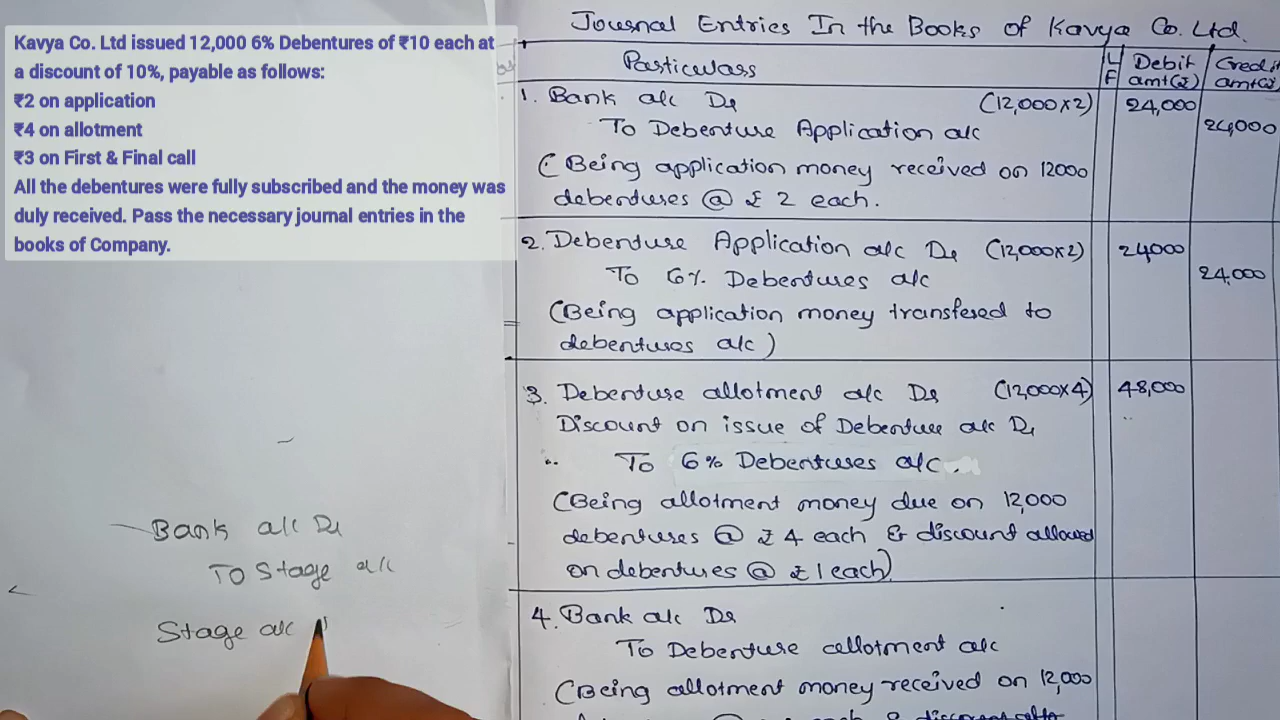 Kavya Co. Ltd issued 12,000 6% Debentures of ₹10 each at
a discount of 10%, payable as follows:
₹2 on application
₹4 on allotment
₹3 on First & Final call
All the debentures were fully subscribed and the money was
duly received. Pass the necessary journal entries in the
books of Company.
Bank a/c Dr
To Stage a/c
Stage a/c
Journal Entries In the Books of Kavya Co. Ltd.
Particulars LF Debit amt(₹) Credit amt(₹)
1. Bank a/c Dr (12,000×2) 24,000
To Debenture Application a/c 24,000
(Being application money received on 12000
debentures @ ₹ 2 each.
2. Debenture Application a/c Dr (12,000×2) 24000
To 6% Debentures a/c 24,000
(Being application money transfered to
debentures a/c)
3. Debenture allotment a/c Dr (12,000×4) 48,000
Discount on issue of Debenture a/c Dr
To 6% Debentures a/c.
(Being allotment money due on 12,000
debentures @ ₹ 4 each & discount allowed
on debentures @ ₹ 1 each)
4. Bank a/c Dr
To Debenture allotment a/c
(Being allotment money received on 12,000